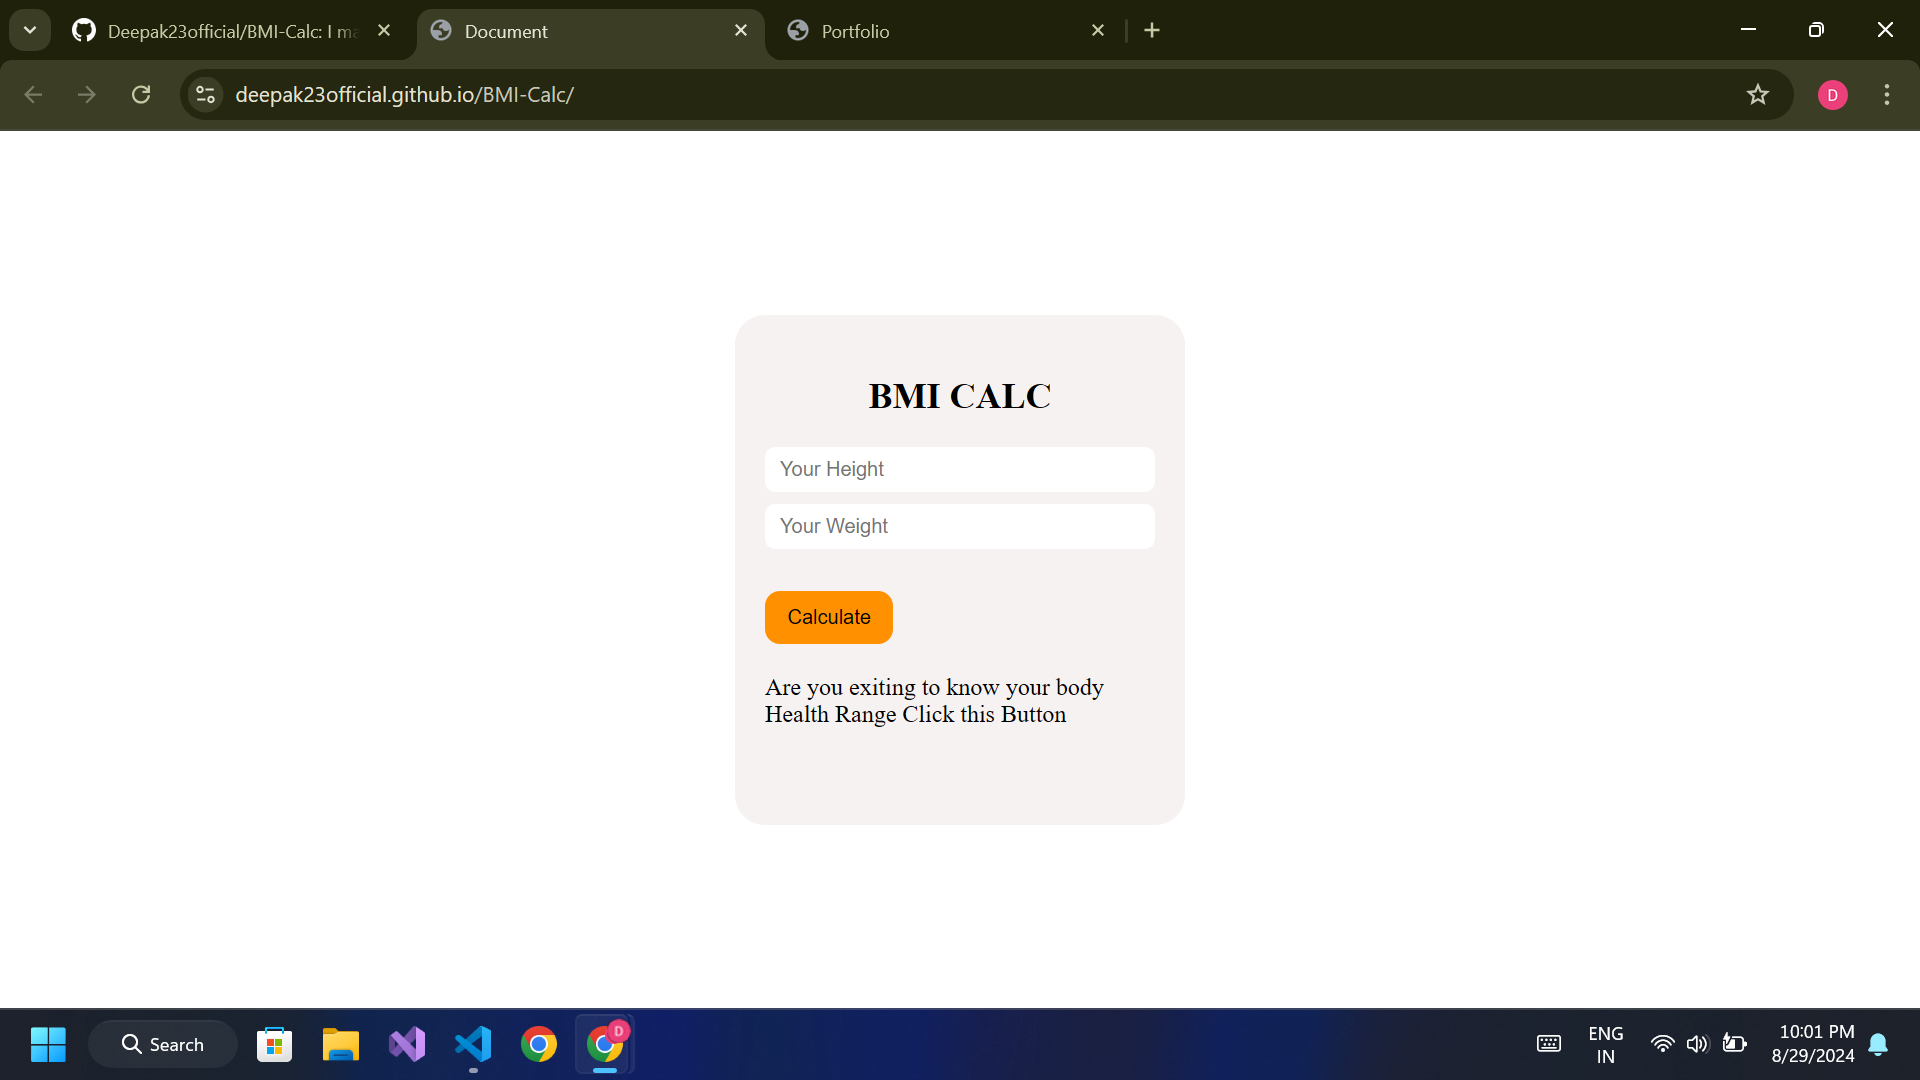 Deepak23official/BMI-Calc: I ma
Document
Portfolio
deepak23official.github.io/BMI-Calc/
D
BMI CALC
Your Height
Your Weight
Calculate
Are you exiting to know your body
Health Range Click this Button
Search
D
ENG
IN
10:01 PM
8/29/2024